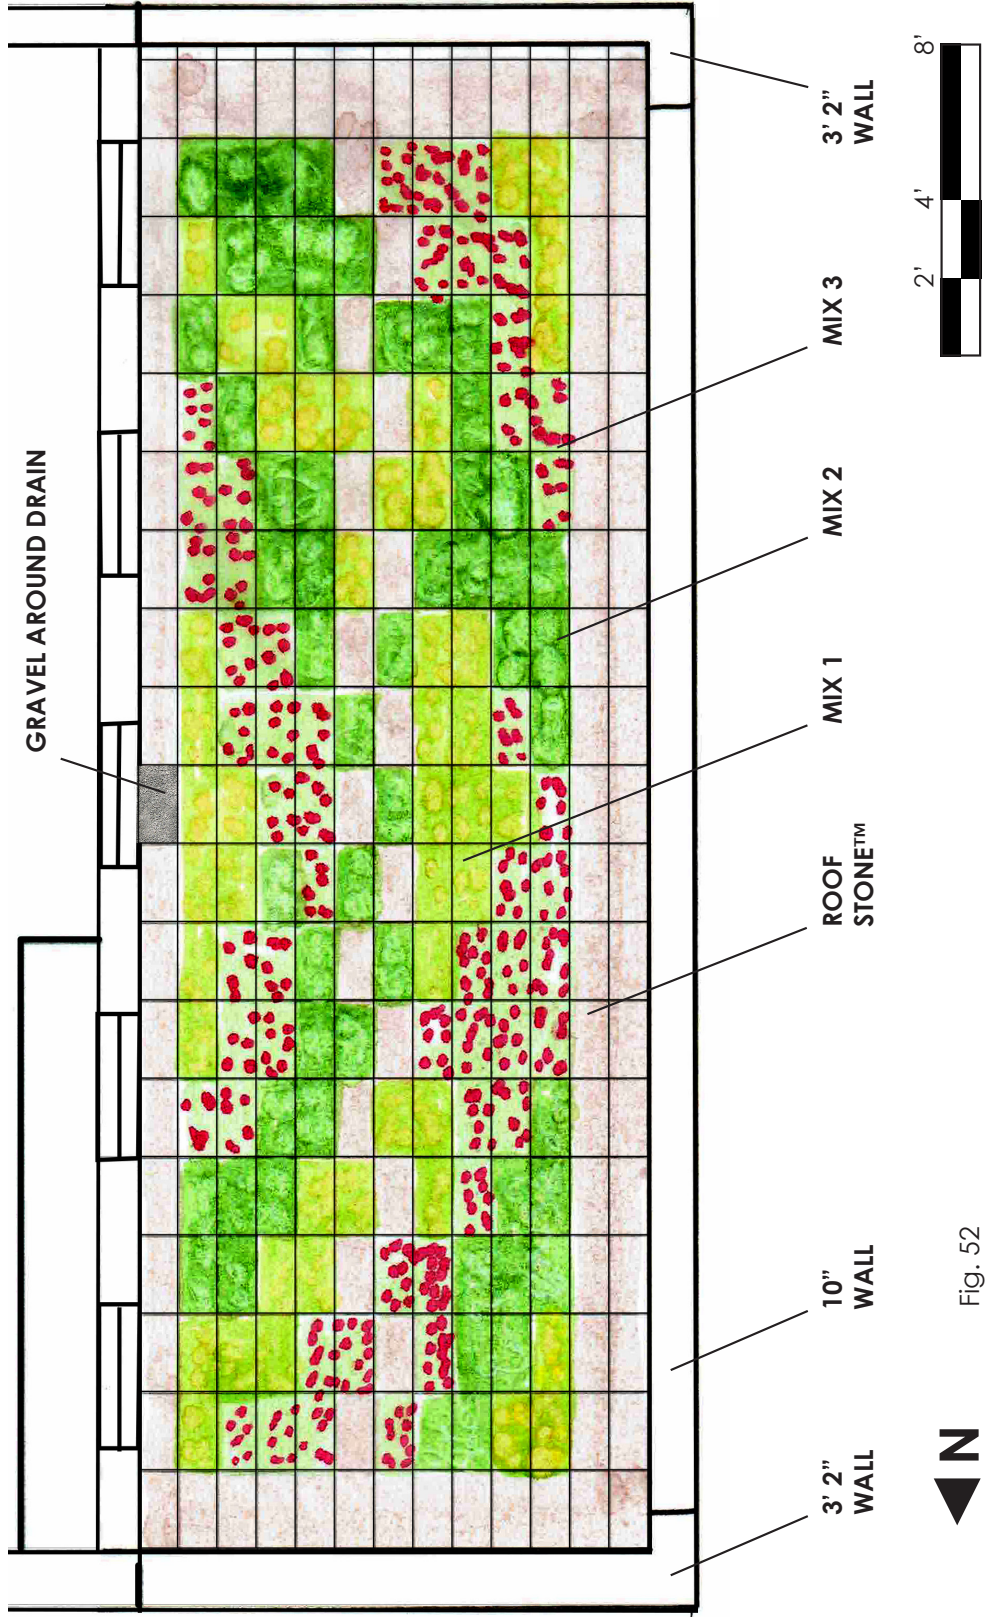 GRAVEL AROUND DRAIN
3’ 2”
WALL
10”
WALL
ROOF
STONE™
MIX 1
MIX 2
MIX 3
3’ 2”
WALL
N
Fig. 52
2’
4’
8’